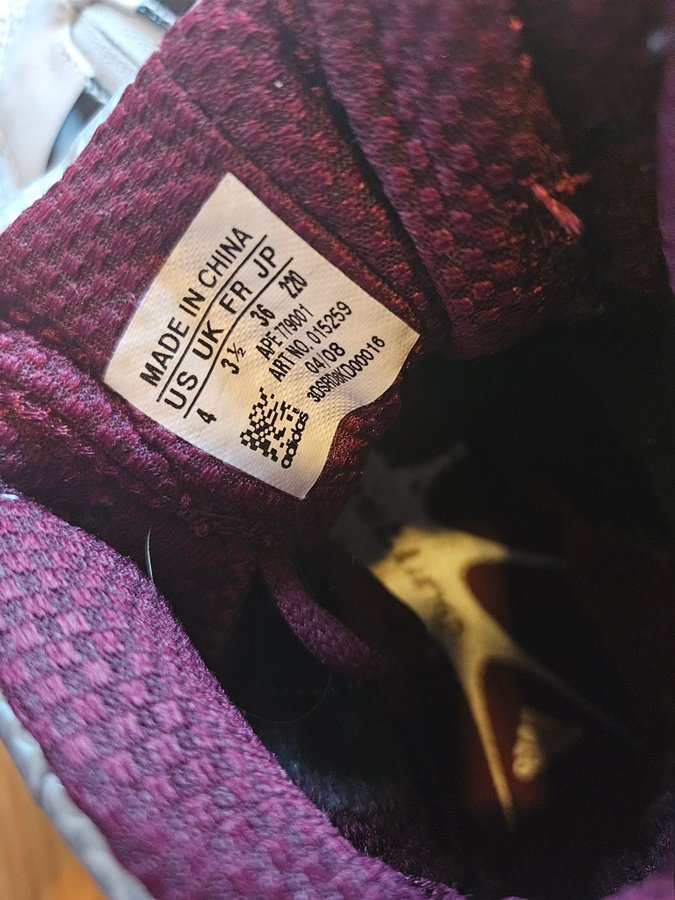 MADE IN CHINA
US UK FR JP
4 3½ 36 220
APE 779001
ART NO. 015259
04/08
3DSRD8KD00016
adidas